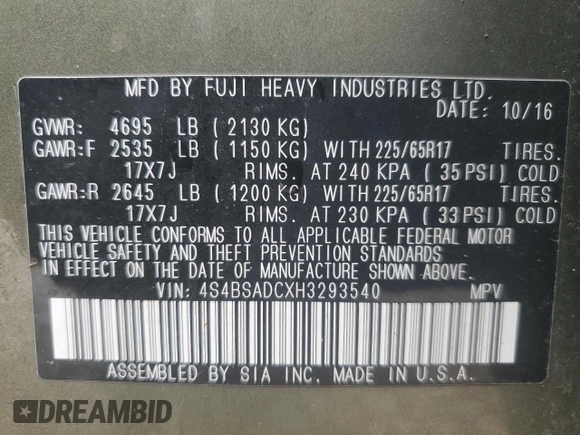 MFD BY FUJI HEAVY INDUSTRIES LTD.
DATE: 10/16
GVWR: 4695 LB ( 2130 KG)
GAWR:F 2535 LB ( 1150 KG) WITH 225/65R17 TIRES.
17X7J RIMS. AT 240 KPA ( 35 PSI) COLD
GAWR:R 2645 LB ( 1200 KG) WITH 225/65R17 TIRES.
17X7J RIMS. AT 230 KPA ( 33 PSI) COLD
THIS VEHICLE CONFORMS TO ALL APPLICABLE FEDERAL MOTOR
VEHICLE SAFETY AND THEFT PREVENTION STANDARDS
IN EFFECT ON THE DATE OF MANUFACTURE SHOWN ABOVE.
VIN: 4S4BSADCXH3293540 MPV
ASSEMBLED BY SIA INC. MADE IN U.S.A.
DREAMBID